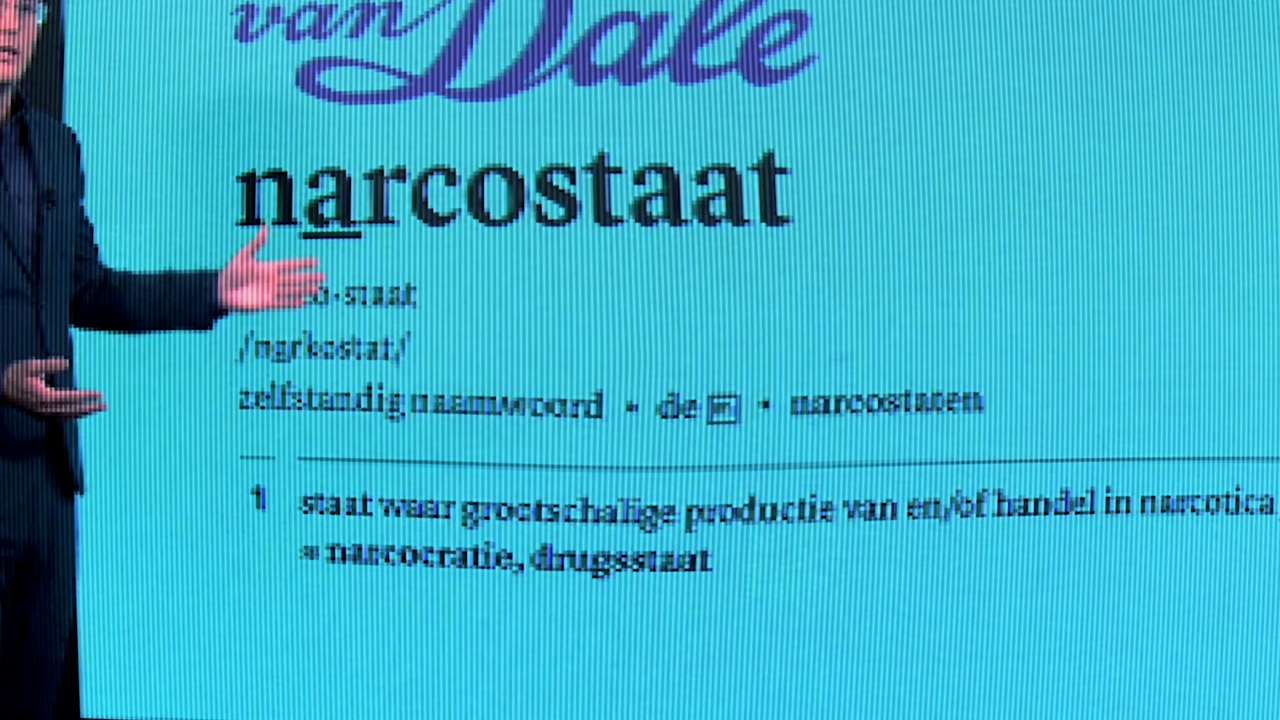 van Dale
narcostaat
o·staat
/nɑrkostat/
zelfstandig naamwoord • de m • narcostaten
1 staat waar grootschalige productie van en/of handel in narcotica
= narcocratie, drugsstaat